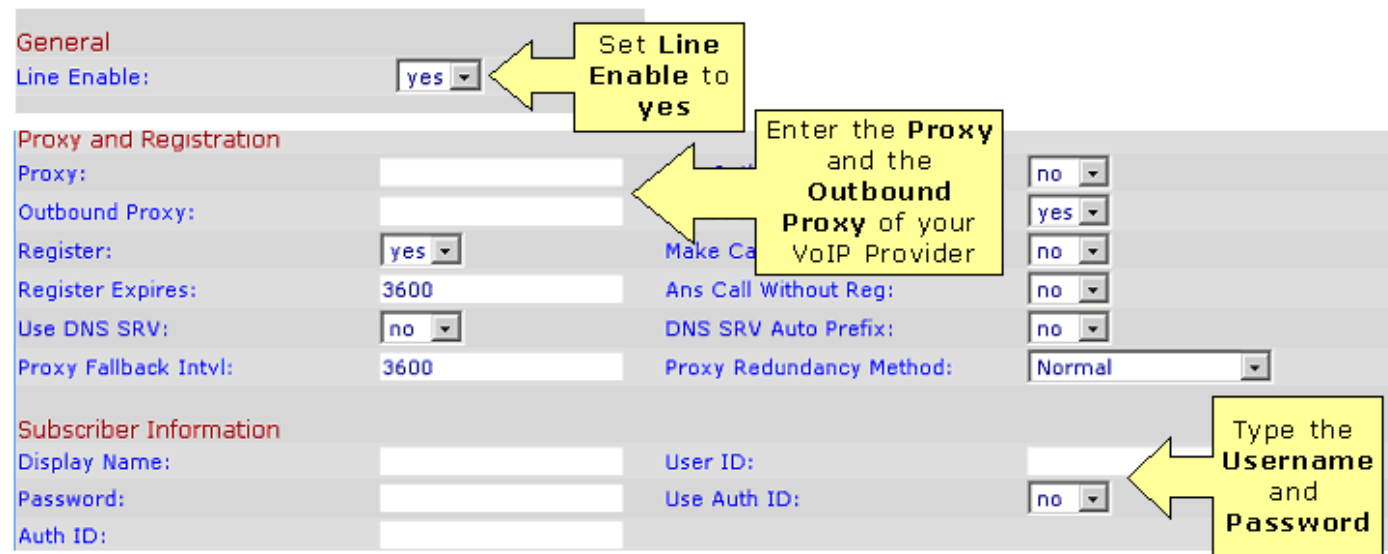 General
Line Enable: yes
Set Line
Enable to
yes
Proxy and Registration
Proxy:
no
Outbound Proxy:
yes
Enter the Proxy
and the
Outbound
Proxy of your
VoIP Provider
Register: yes
Make Ca
no
Register Expires: 3600
Ans Call Without Reg: no
Use DNS SRV: no
DNS SRV Auto Prefix: no
Proxy Fallback Intvl: 3600
Proxy Redundancy Method: Normal
Subscriber Information
Display Name:
User ID:
Password:
Use Auth ID: no
Auth ID:
Type the
Username
and
Password